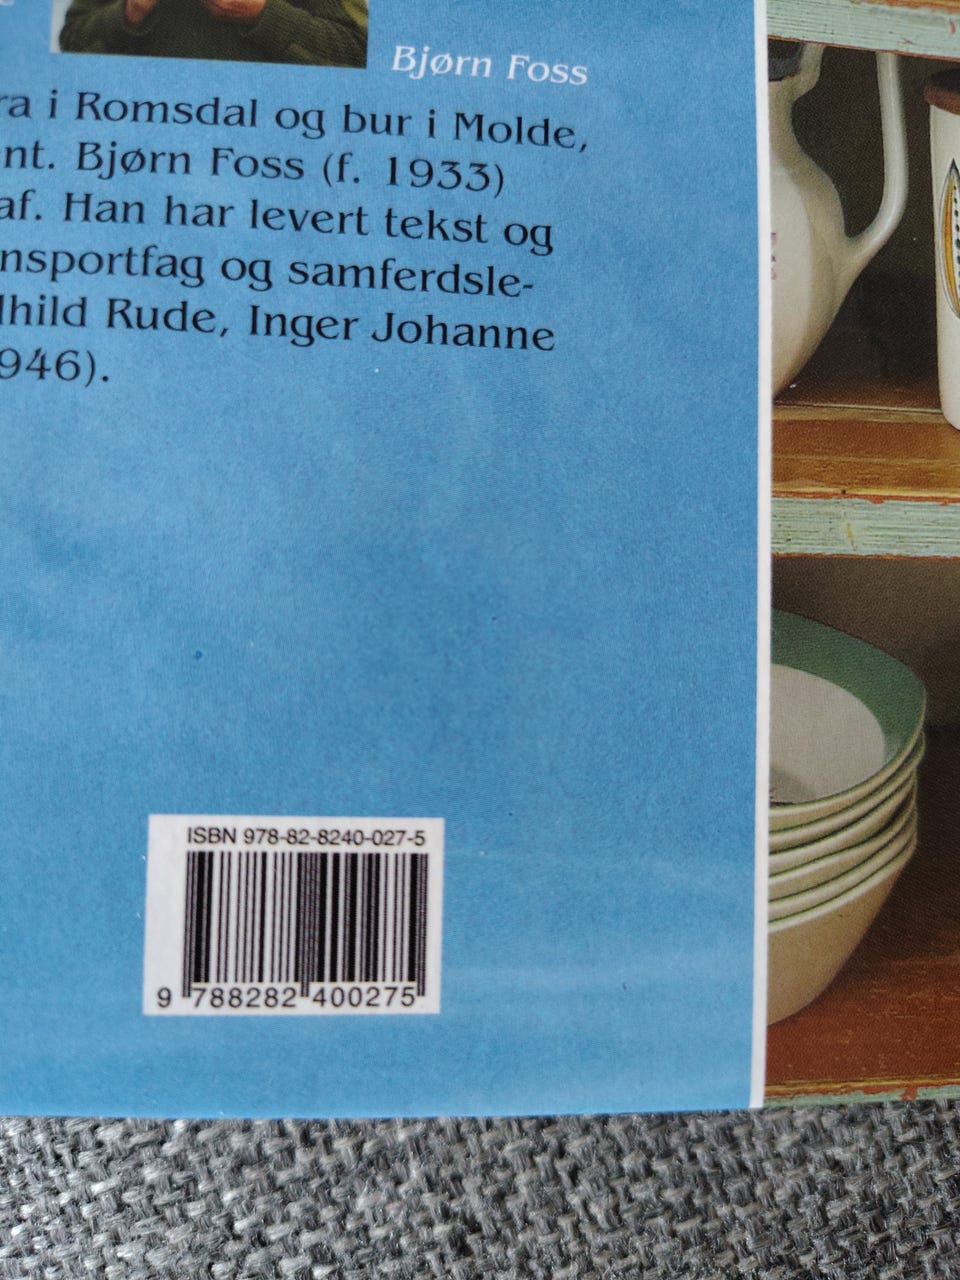 Bjørn Foss
ra i Romsdal og bur i Molde,
nt. Bjørn Foss (f. 1933)
af. Han har levert tekst og
nsportfag og samferdsle-
hild Rude, Inger Johanne
946).
ISBN 978-82-8240-027-5
9 788282 400275